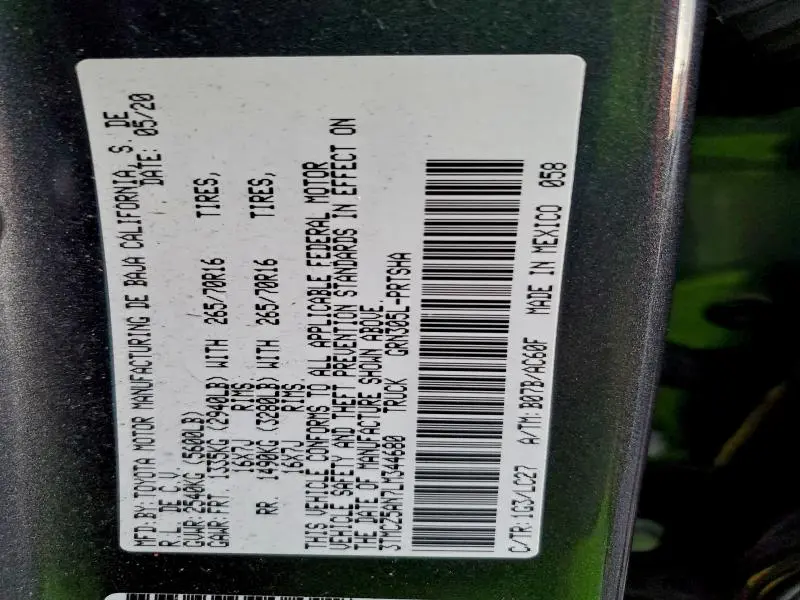 MFD.BY:TOYOTA MOTOR MANUFACTURING DE BAJA CALIFORNIA, S. DE
R.L. DE C.V. DATE: 05/20
GVWR:2540KG (5600LB)
GAWR:FRT. 1335KG (2940LB) WITH 265/70R16 TIRES,
16X7J RIMS.
RR. 1490KG (3280LB) WITH 265/70R16 TIRES,
16X7J RIMS.
THIS VEHICLE CONFORMS TO ALL APPLICABLE FEDERAL MOTOR
VEHICLE SAFETY AND THEFT PREVENTION STANDARDS IN EFFECT ON
THE DATE OF MANUFACTURE SHOWN ABOVE.
3TMCZ5AN7LM344680 TRUCK GRN305L-PRTSHA
C/TR:1G3/LC27 A/TM:B07B/AC60F MADE IN MEXICO 058